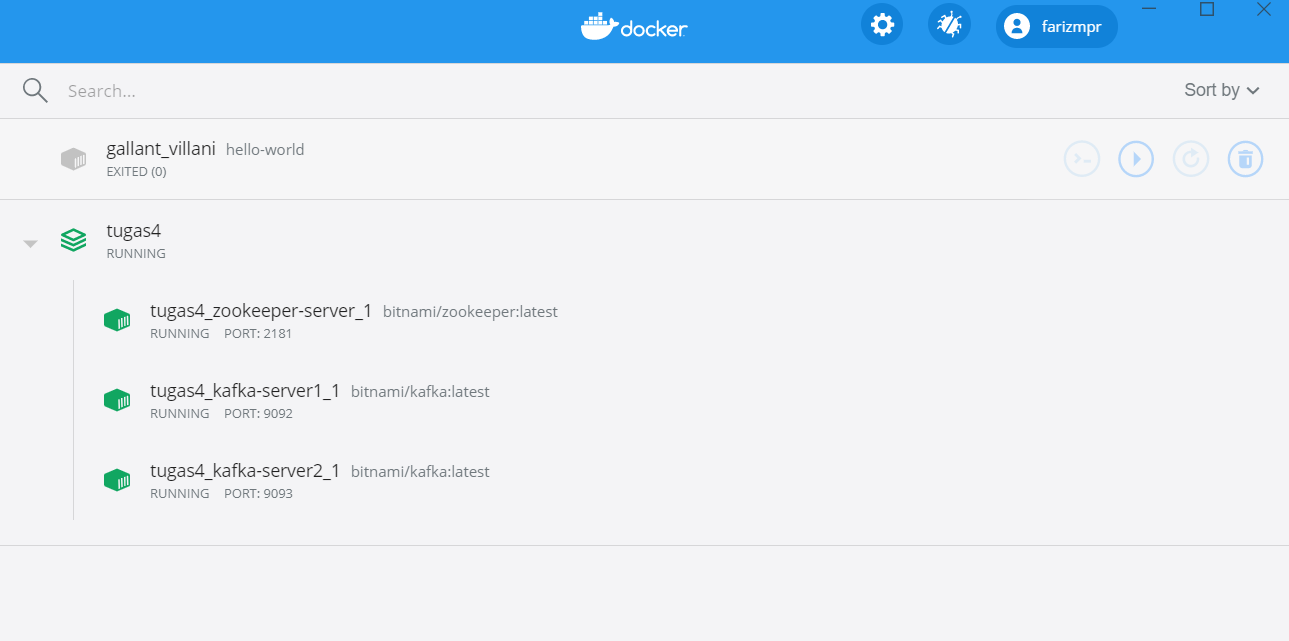 docker
farizmpr
Search...
Sort by
gallant_villani hello-world
EXITED (0)
tugas4
RUNNING
tugas4_zookeeper-server_1 bitnami/zookeeper:latest
RUNNING PORT: 2181
tugas4_kafka-server1_1 bitnami/kafka:latest
RUNNING PORT: 9092
tugas4_kafka-server2_1 bitnami/kafka:latest
RUNNING PORT: 9093